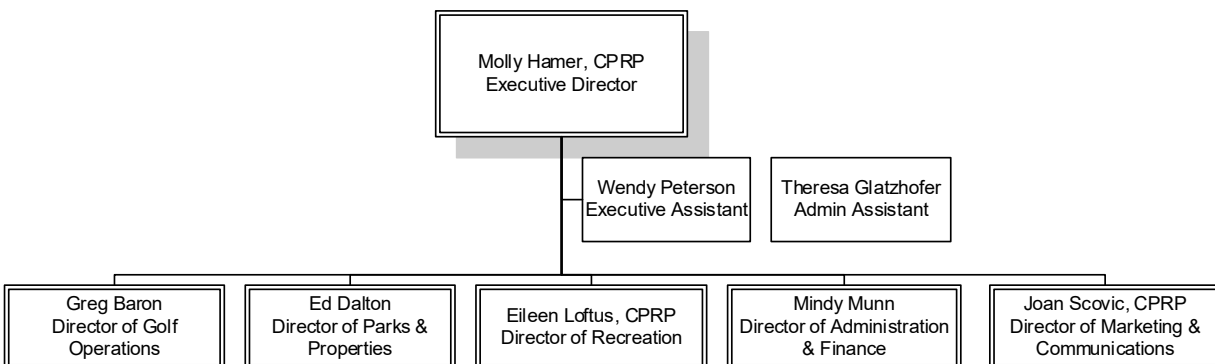 Molly Hamer, CPRP
Executive Director
Wendy Peterson
Executive Assistant
Theresa Glatzhofer
Admin Assistant
Greg Baron
Director of Golf
Operations
Ed Dalton
Director of Parks &
Properties
Eileen Loftus, CPRP
Director of Recreation
Mindy Munn
Director of Administration
& Finance
Joan Scovic, CPRP
Director of Marketing &
Communications